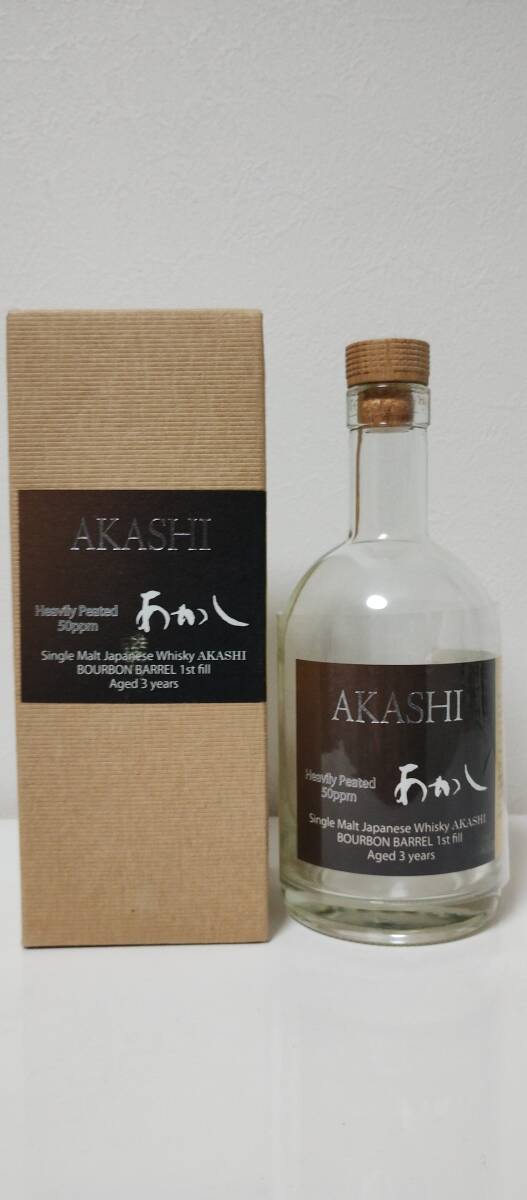 AKASHI
Heavily Peated
50ppm
あかし
Single Malt Japanese Whisky AKASHI
BOURBON BARREL 1st fill
Aged 3 years
AKASHI
Heavily Peated
50ppm
あかし
Single Malt Japanese Whisky AKASHI
BOURBON BARREL 1st fill
Aged 3 years